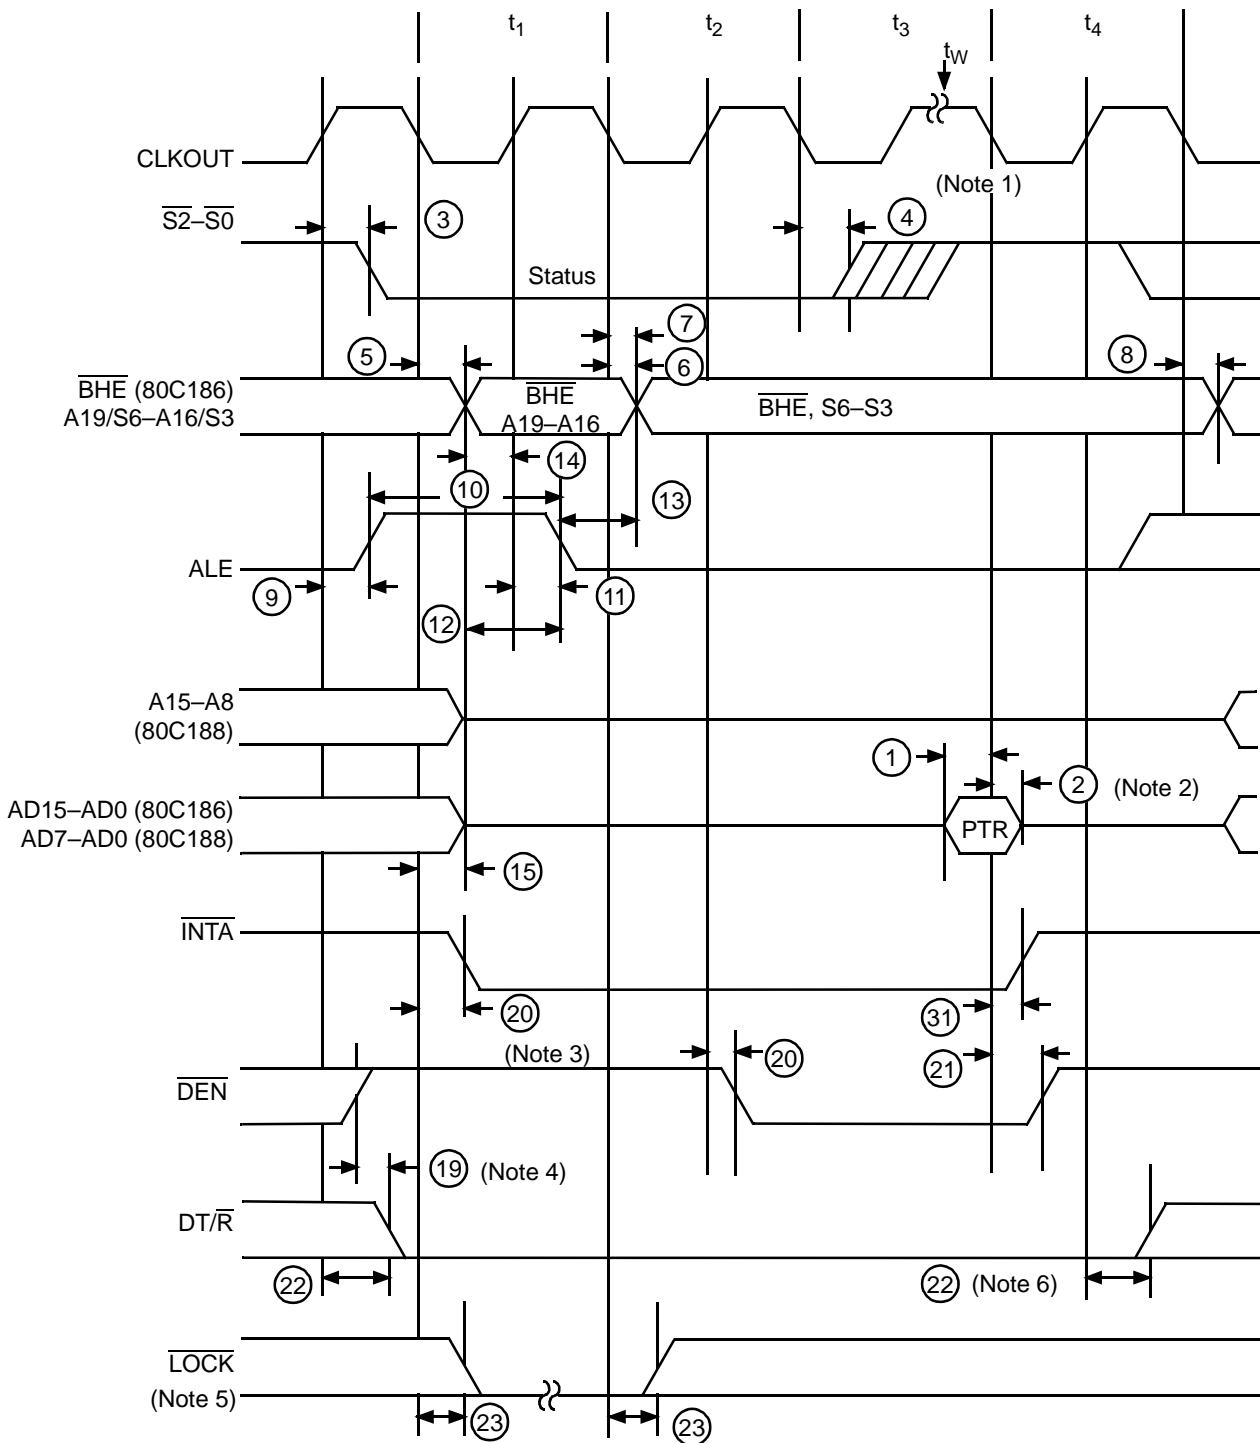 t1 t2 t3 t4
tW
CLKOUT
(Note 1)
S2–S0
3 4
Status
7
5 6 8
BHE (80C186)
A19/S6–A16/S3
BHE
A19–A16
BHE, S6–S3
14
10 13
ALE
9 11
12
A15–A8
(80C188)
1
2 (Note 2)
AD15–AD0 (80C186)
AD7–AD0 (80C188)
PTR
15
INTA
20 31
(Note 3)
20 21
DEN
19 (Note 4)
DT/R
22 22 (Note 6)
LOCK
(Note 5)
23 23